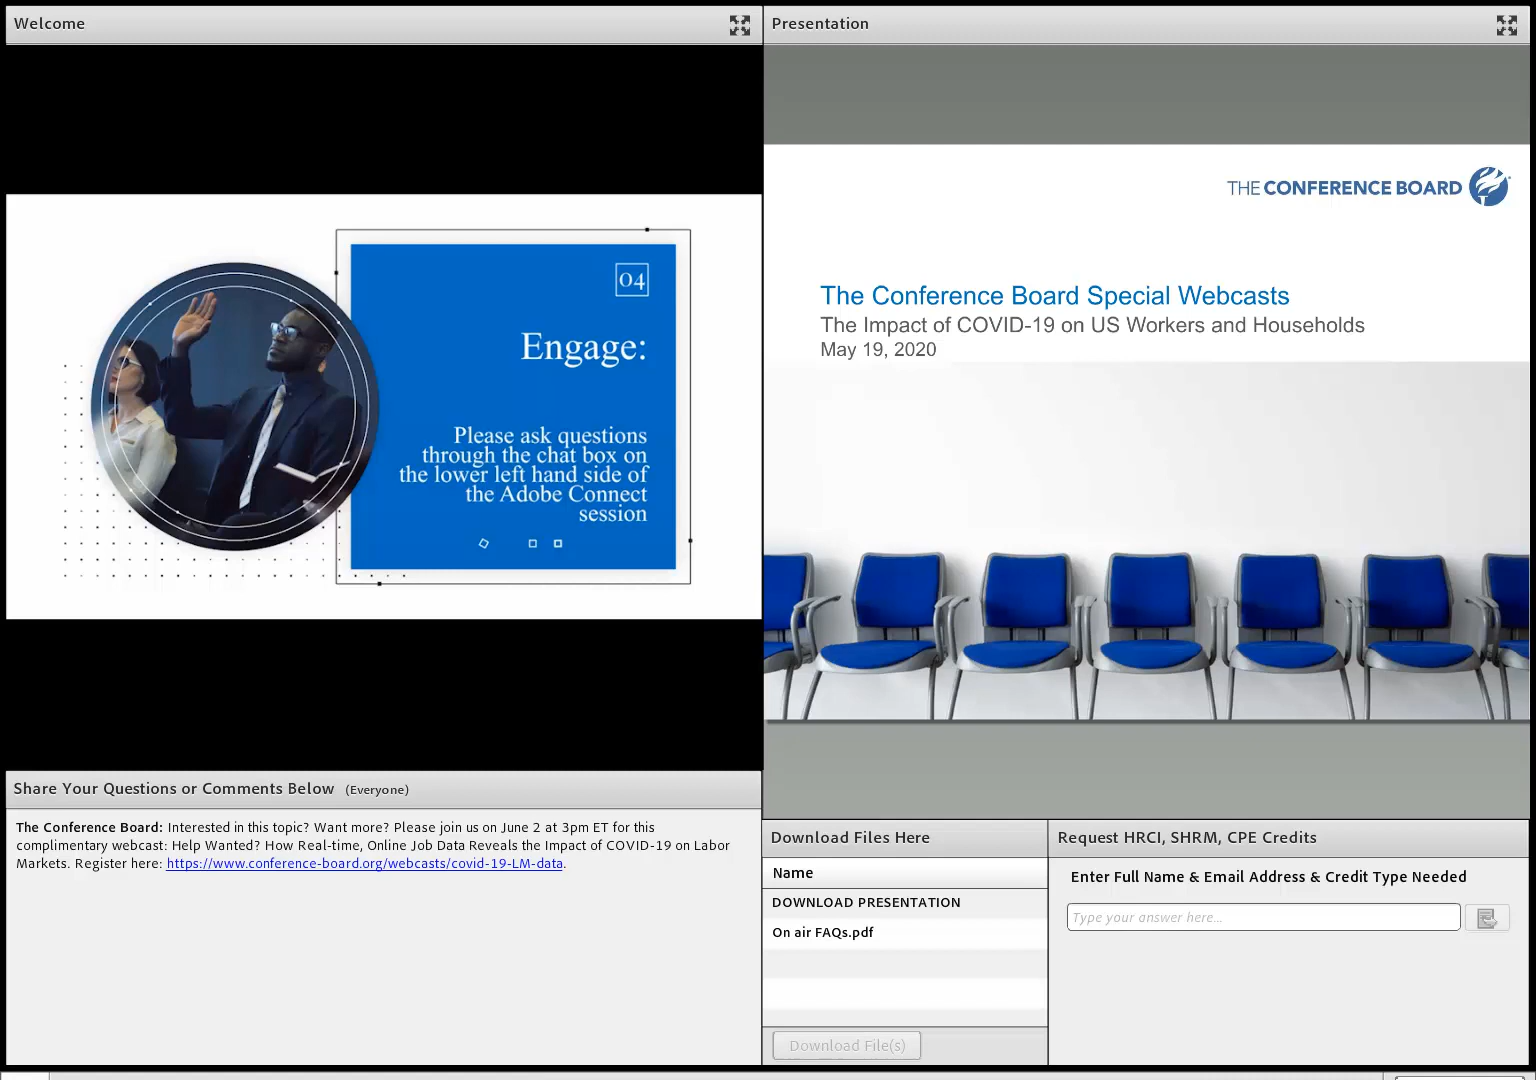 Welcome
04
Engage:
Please ask questions
through the chat box on
the lower left hand side of
the Adobe Connect
session
Share Your Questions or Comments Below (Everyone)
The Conference Board: Interested in this topic? Want more? Please join us on June 2 at 3pm ET for this
complimentary webcast: Help Wanted? How Real-time, Online Job Data Reveals the Impact of COVID-19 on Labor
Markets. Register here: https://www.conference-board.org/webcasts/covid-19-LM-data.
Presentation
THE CONFERENCE BOARD
The Conference Board Special Webcasts
The Impact of COVID-19 on US Workers and Households
May 19, 2020
Download Files Here
Name
DOWNLOAD PRESENTATION
On air FAQs.pdf
Download File(s)
Request HRCI, SHRM, CPE Credits
Enter Full Name & Email Address & Credit Type Needed
Type your answer here...